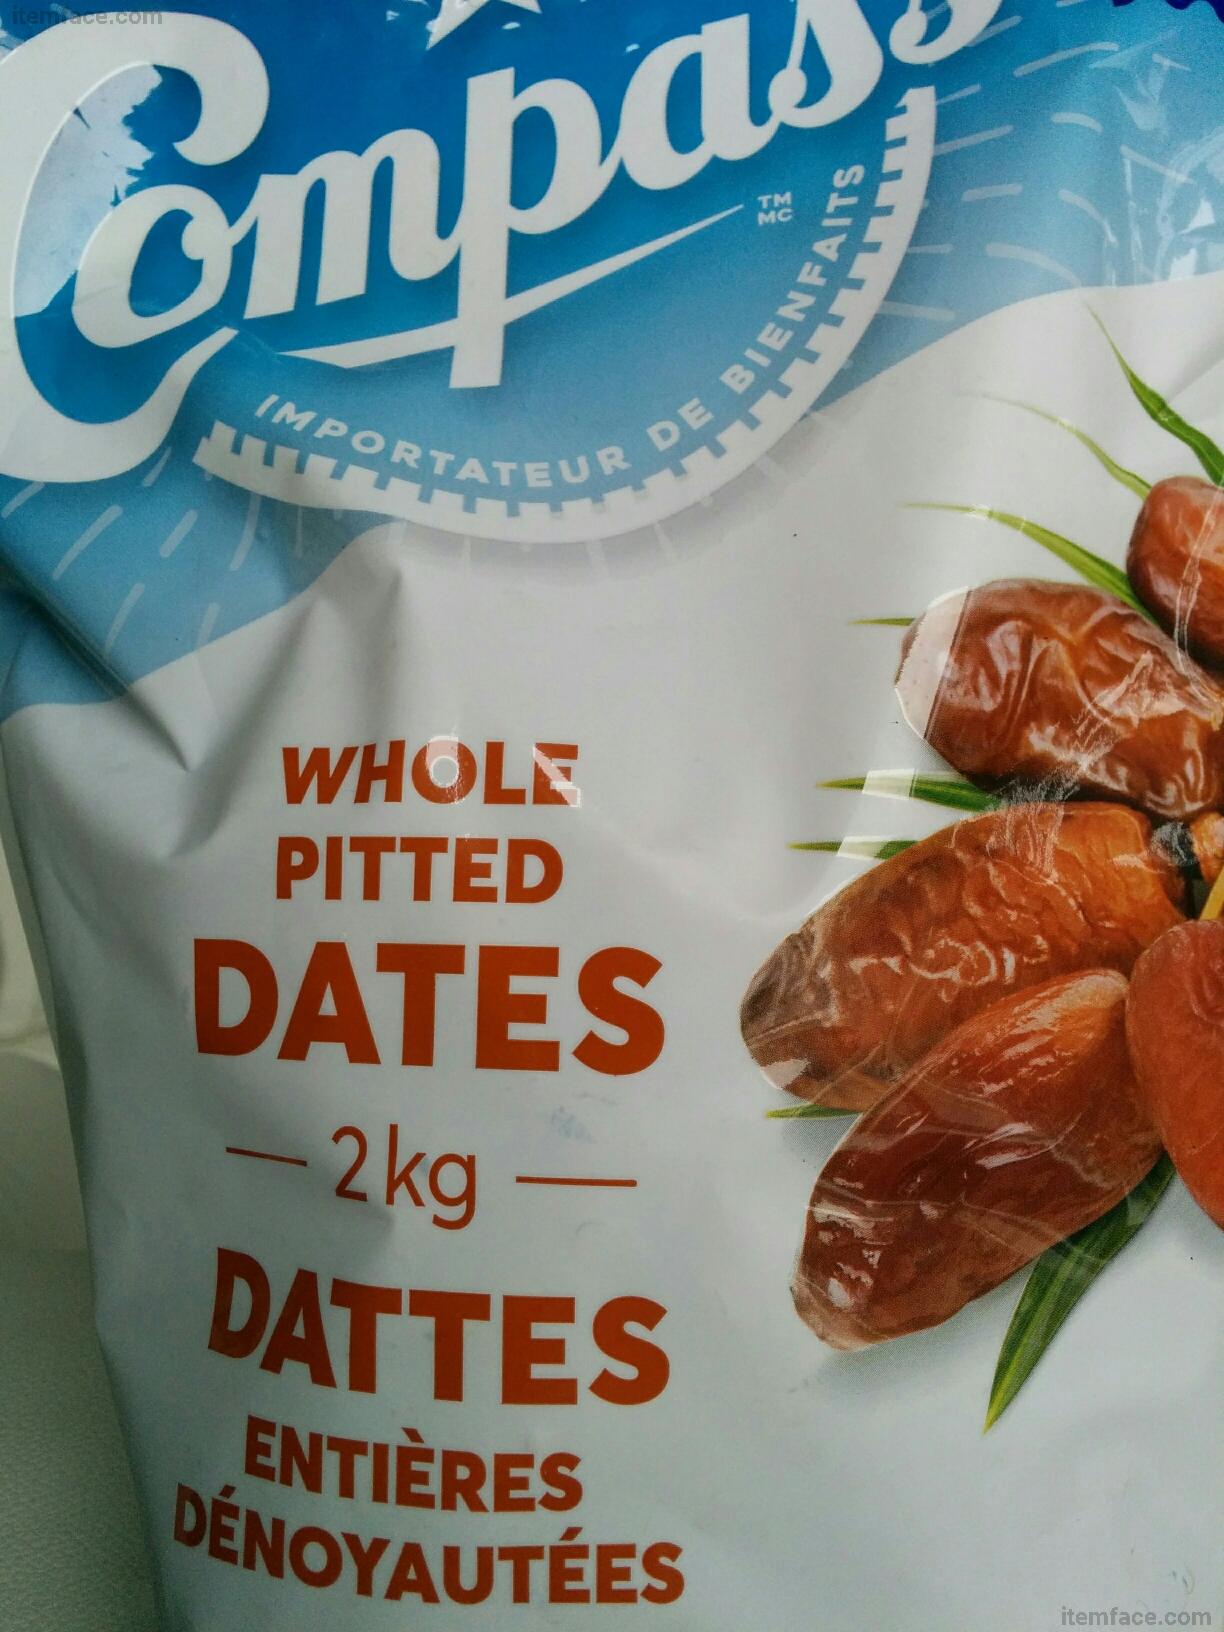 itemface.com
Compass
TM
MC
IMPORTATEUR DE BIENFAITS
WHOLE
PITTED
DATES
2kg
DATTES
ENTIÈRES
DÉNOYAUTÉES
itemface.com